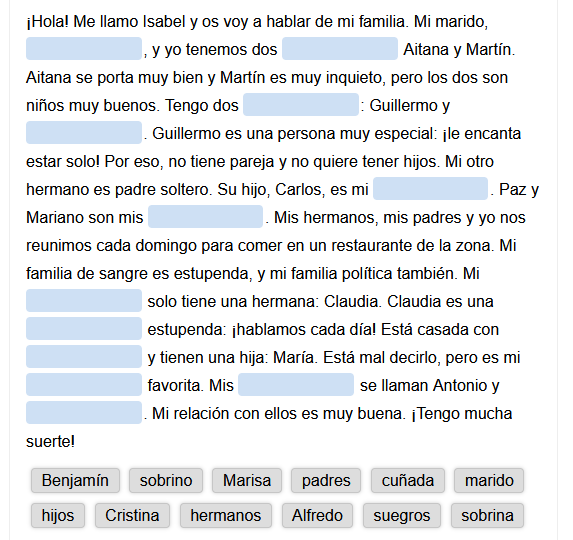 ¡Hola! Me llamo Isabel y os voy a hablar de mi familia. Mi marido,
, y yo tenemos dos Aitana y Martín.
Aitana se porta muy bien y Martín es muy inquieto, pero los dos son
niños muy buenos. Tengo dos : Guillermo y
. Guillermo es una persona muy especial: ¡le encanta
estar solo! Por eso, no tiene pareja y no quiere tener hijos. Mi otro
hermano es padre soltero. Su hijo, Carlos, es mi . Paz y
Mariano son mis . Mis hermanos, mis padres y yo nos
reunimos cada domingo para comer en un restaurante de la zona. Mi
familia de sangre es estupenda, y mi familia política también. Mi
solo tiene una hermana: Claudia. Claudia es una
estupenda: ¡hablamos cada día! Está casada con
y tienen una hija: María. Está mal decirlo, pero es mi
favorita. Mis se llaman Antonio y
. Mi relación con ellos es muy buena. ¡Tengo mucha
suerte!
Benjamín sobrino Marisa padres cuñada marido
hijos Cristina hermanos Alfredo suegros sobrina